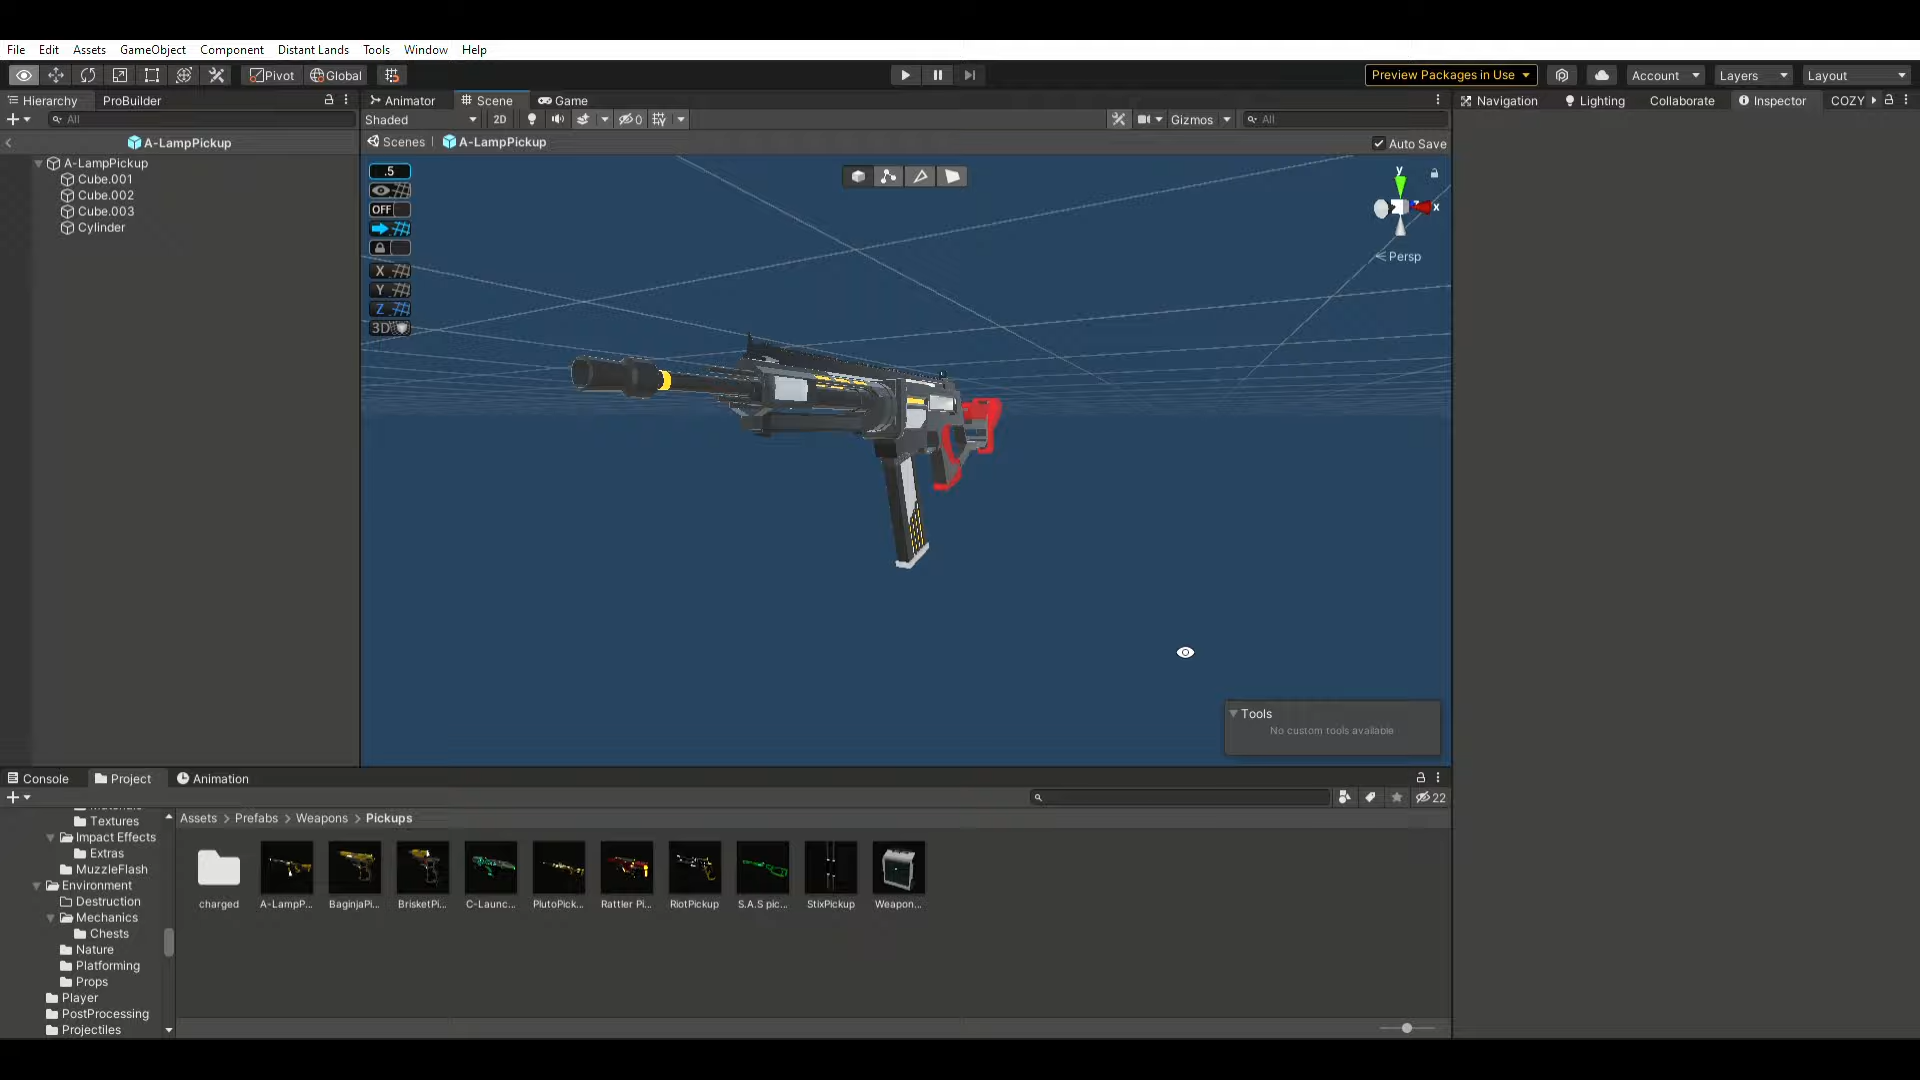 File Edit Assets GameObject Component Distant Lands Tools Window Help
Pivot Global Preview Packages in Use Account Layers Layout
Hierarchy ProBuilder
All
A-LampPickup
A-LampPickup
Cube.001
Cube.002
Cube.003
Cylinder
Animator Scene Game
Shaded 2D 0 Gizmos All
Scenes A-LampPickup Auto Save
.5
OFF
X
Y
Z
3D
y
x
Persp
Tools
No custom tools available
Navigation Lighting Collaborate Inspector COZY
Console Project Animation
22
Textures
Impact Effects
Extras
MuzzleFlash
Environment
Destruction
Mechanics
Chests
Nature
Platforming
Props
Player
PostProcessing
Projectiles
Assets > Prefabs > Weapons > Pickups
charged A-LampP... BaginjaPi... BrisketPi... C-Launc... PlutoPick... Rattler Pi... RiotPickup S.A.S pic... StixPickup Weapon...